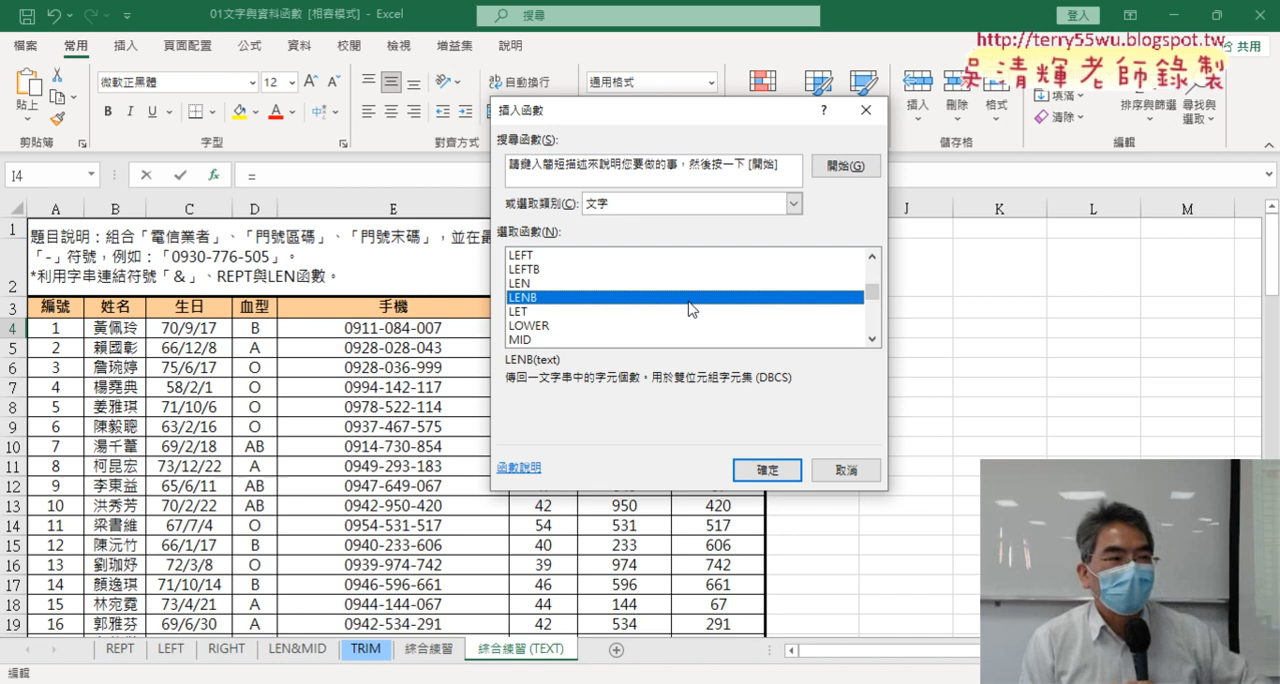 01文字與資料函數 [相容模式] - Excel
搜尋
登入
http://terry55wu.blogspot.tw
吳清輝老師錄製
檔案 常用 插入 頁面配置 公式 資料 校閱 檢視 增益集 說明
共用
貼上
微軟正黑體 12
自動換行
通用格式
插入 刪除 格式
填滿
清除
排序與篩選 尋找與選取
B I U
剪貼簿 字型 對齊方式 儲存格 編輯
I4 fx =
A B C D E J K L M
題目說明:組合「電信業者」、「門號區碼」、「門號末碼」,並在
「-」符號,例如:「0930-776-505」。
*利用字串連結符號「&」、REPT與LEN函數。
插入函數
? ×
搜尋函數(S):
請鍵入簡短描述來說明您要做的事,然後按一下 [開始]
開始(G)
或選取類別(C): 文字
選取函數(N):
LEFT
LEFTB
LEN
LENB
LET
LOWER
MID
LENB(text)
傳回一文字串中的字元個數。用於雙位元組字元集 (DBCS)
函數說明
確定
取消
1
2
3 編號 姓名 生日 血型 手機
4 1 黃佩玲 70/9/17 B 0911-084-007
5 2 賴國彰 66/12/8 A 0928-028-043
6 3 詹琬婷 75/6/17 O 0928-036-999
7 4 楊堯典 58/2/1 O 0994-142-117
8 5 姜雅琪 71/10/6 O 0978-522-114
9 6 陳毅聰 63/2/16 O 0937-467-575
10 7 湯千薹 69/2/18 AB 0914-730-854
11 8 柯昆宏 73/12/22 A 0949-293-183
12 9 李東益 65/6/11 AB 0947-649-067
13 10 洪秀芳 70/2/22 AB 0942-950-420 42 950 420
14 11 梁書維 67/7/4 O 0954-531-517 54 531 517
15 12 陳沅竹 66/1/17 B 0940-233-606 40 233 606
16 13 劉珈妤 72/3/8 O 0939-974-742 39 974 742
17 14 顏逸琪 71/10/14 B 0946-596-661 46 596 661
18 15 林宛霓 73/4/21 A 0944-144-067 44 144 67
19 16 郭雅芬 69/6/30 A 0942-534-291 42 534 291
REPT LEFT RIGHT LEN&MID TRIM 綜合練習 綜合練習 (TEXT)
編輯